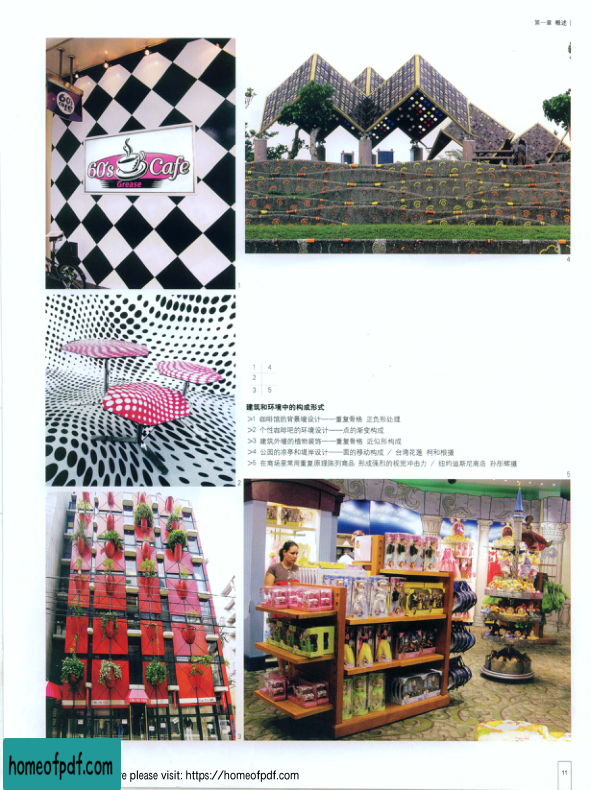 第一章 概述
60's
cafe
60's Cafe
Grease
1
4
2
1 4
2
3 5
建筑和环境中的构成形式
>1 咖啡馆的背景墙设计——重复骨格 正负形处理
>2 个性咖啡吧的环境设计——点的渐变构成
>3 建筑外墙的植物装饰——重复骨格 近似形构成
>4 公园的凉亭和堤岸设计——面的移动构成 / 台湾花莲 柯和根摄
>5 在商场里常用重复原理陈列商品 形成强烈的视觉冲击力 / 纽约迪斯尼商店 孙彤辉摄
5
3
homeofpdf.com
re please visit: https://homeofpdf.com
11